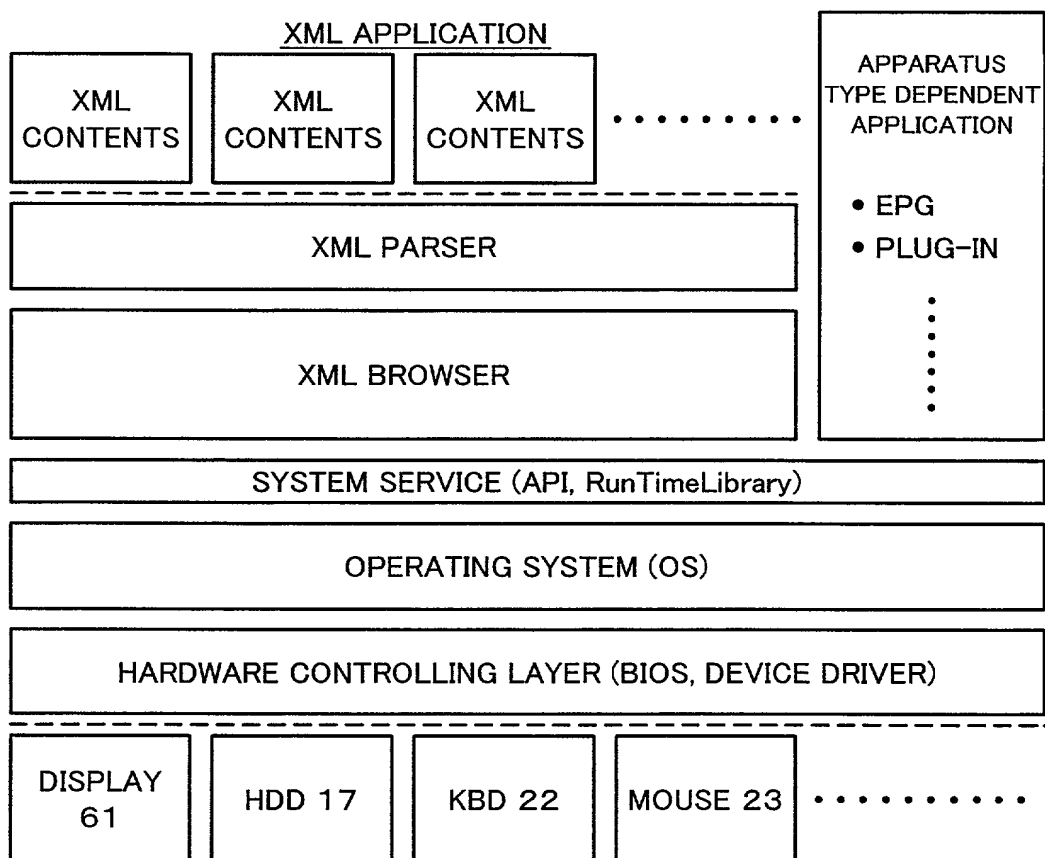 XML APPLICATION
XML
CONTENTS
XML
CONTENTS
XML
CONTENTS
APPARATUS
TYPE DEPENDENT
APPLICATION
• EPG
• PLUG-IN
XML PARSER
XML BROWSER
SYSTEM SERVICE (API, RunTimeLibrary)
OPERATING SYSTEM (OS)
HARDWARE CONTROLLING LAYER (BIOS, DEVICE DRIVER)
DISPLAY
61
HDD 17
KBD 22
MOUSE 23